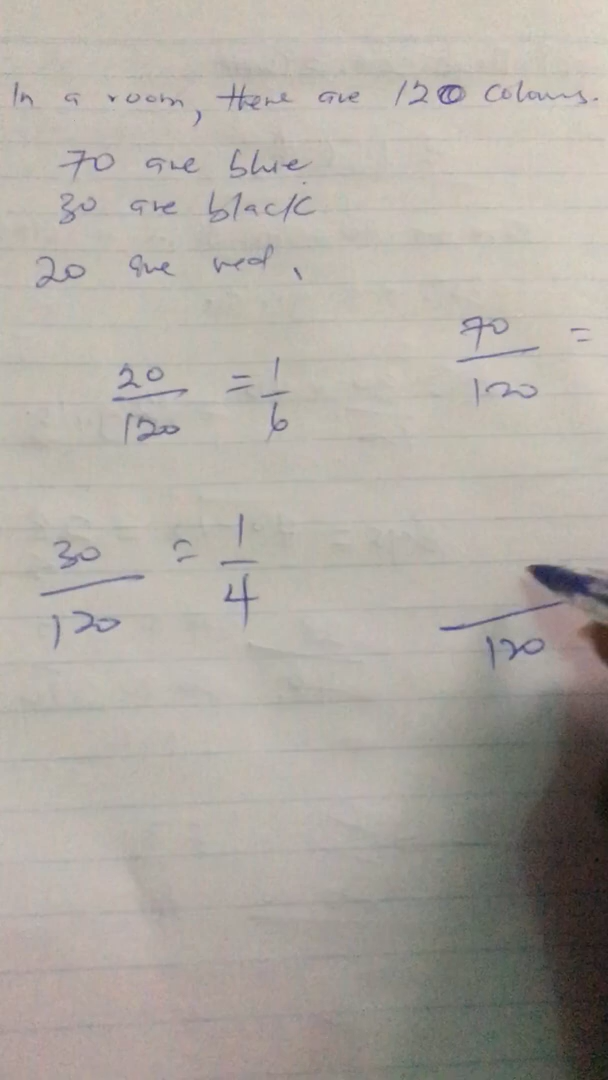 In a room, there are 120 colours.
70 are blue
30 are black
20 are red,
20/120 = 1/6
70/120 =
30/120 = 1/4
/120